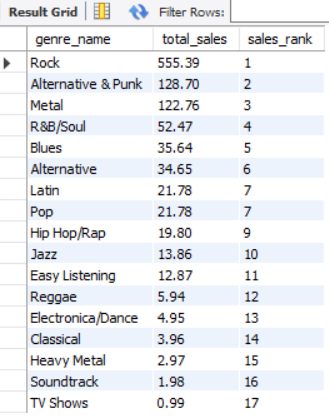 Result Grid Filter Rows:
genre_name total_sales sales_rank
Rock 555.39 1
Alternative & Punk 128.70 2
Metal 122.76 3
R&B/Soul 52.47 4
Blues 35.64 5
Alternative 34.65 6
Latin 21.78 7
Pop 21.78 7
Hip Hop/Rap 19.80 9
Jazz 13.86 10
Easy Listening 12.87 11
Reggae 5.94 12
Electronica/Dance 4.95 13
Classical 3.96 14
Heavy Metal 2.97 15
Soundtrack 1.98 16
TV Shows 0.99 17